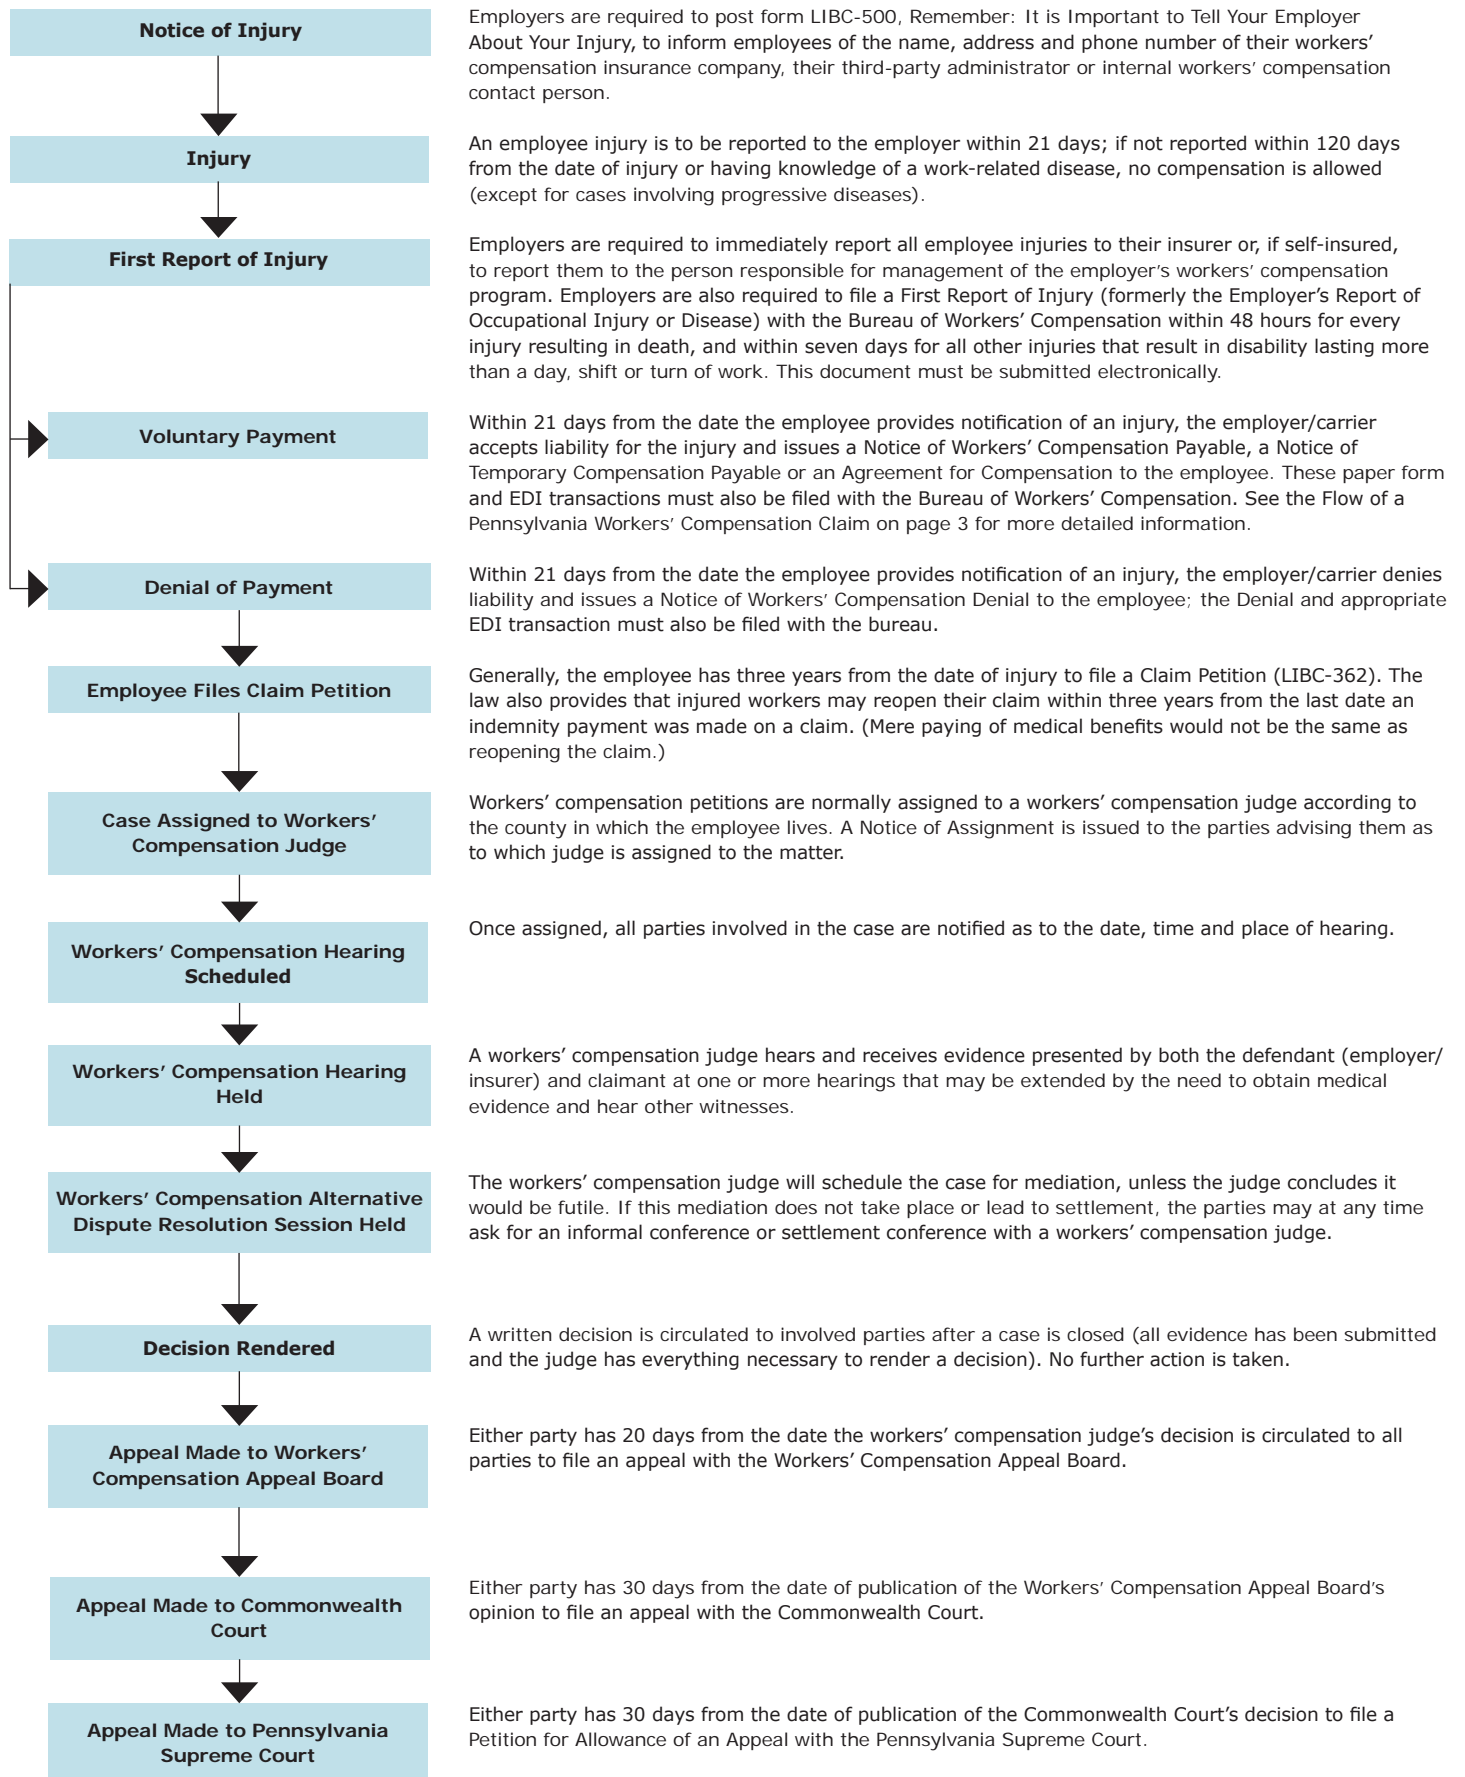 Notice of Injury
Employers are required to post form LIBC-500, Remember: It is Important to Tell Your Employer
About Your Injury, to inform employees of the name, address and phone number of their workers’
compensation insurance company, their third-party administrator or internal workers’ compensation
contact person.
Injury
An employee injury is to be reported to the employer within 21 days; if not reported within 120 days
from the date of injury or having knowledge of a work-related disease, no compensation is allowed
(except for cases involving progressive diseases).
First Report of Injury
Employers are required to immediately report all employee injuries to their insurer or, if self-insured,
to report them to the person responsible for management of the employer’s workers’ compensation
program. Employers are also required to file a First Report of Injury (formerly the Employer’s Report of
Occupational Injury or Disease) with the Bureau of Workers’ Compensation within 48 hours for every
injury resulting in death, and within seven days for all other injuries that result in disability lasting more
than a day, shift or turn of work. This document must be submitted electronically.
Voluntary Payment
Within 21 days from the date the employee provides notification of an injury, the employer/carrier
accepts liability for the injury and issues a Notice of Workers’ Compensation Payable, a Notice of
Temporary Compensation Payable or an Agreement for Compensation to the employee. These paper form
and EDI transactions must also be filed with the Bureau of Workers’ Compensation. See the Flow of a
Pennsylvania Workers’ Compensation Claim on page 3 for more detailed information.
Denial of Payment
Within 21 days from the date the employee provides notification of an injury, the employer/carrier denies
liability and issues a Notice of Workers’ Compensation Denial to the employee; the Denial and appropriate
EDI transaction must also be filed with the bureau.
Employee Files Claim Petition
Generally, the employee has three years from the date of injury to file a Claim Petition (LIBC-362). The
law also provides that injured workers may reopen their claim within three years from the last date an
indemnity payment was made on a claim. (Mere paying of medical benefits would not be the same as
reopening the claim.)
Case Assigned to Workers’
Compensation Judge
Workers’ compensation petitions are normally assigned to a workers’ compensation judge according to
the county in which the employee lives. A Notice of Assignment is issued to the parties advising them as
to which judge is assigned to the matter.
Workers’ Compensation Hearing
Scheduled
Once assigned, all parties involved in the case are notified as to the date, time and place of hearing.
Workers’ Compensation Hearing
Held
A workers’ compensation judge hears and receives evidence presented by both the defendant (employer/
insurer) and claimant at one or more hearings that may be extended by the need to obtain medical
evidence and hear other witnesses.
Workers’ Compensation Alternative
Dispute Resolution Session Held
The workers’ compensation judge will schedule the case for mediation, unless the judge concludes it
would be futile. If this mediation does not take place or lead to settlement, the parties may at any time
ask for an informal conference or settlement conference with a workers’ compensation judge.
Decision Rendered
A written decision is circulated to involved parties after a case is closed (all evidence has been submitted
and the judge has everything necessary to render a decision). No further action is taken.
Appeal Made to Workers’
Compensation Appeal Board
Either party has 20 days from the date the workers’ compensation judge’s decision is circulated to all
parties to file an appeal with the Workers’ Compensation Appeal Board.
Appeal Made to Commonwealth
Court
Either party has 30 days from the date of publication of the Workers’ Compensation Appeal Board’s
opinion to file an appeal with the Commonwealth Court.
Appeal Made to Pennsylvania
Supreme Court
Either party has 30 days from the date of publication of the Commonwealth Court’s decision to file a
Petition for Allowance of an Appeal with the Pennsylvania Supreme Court.